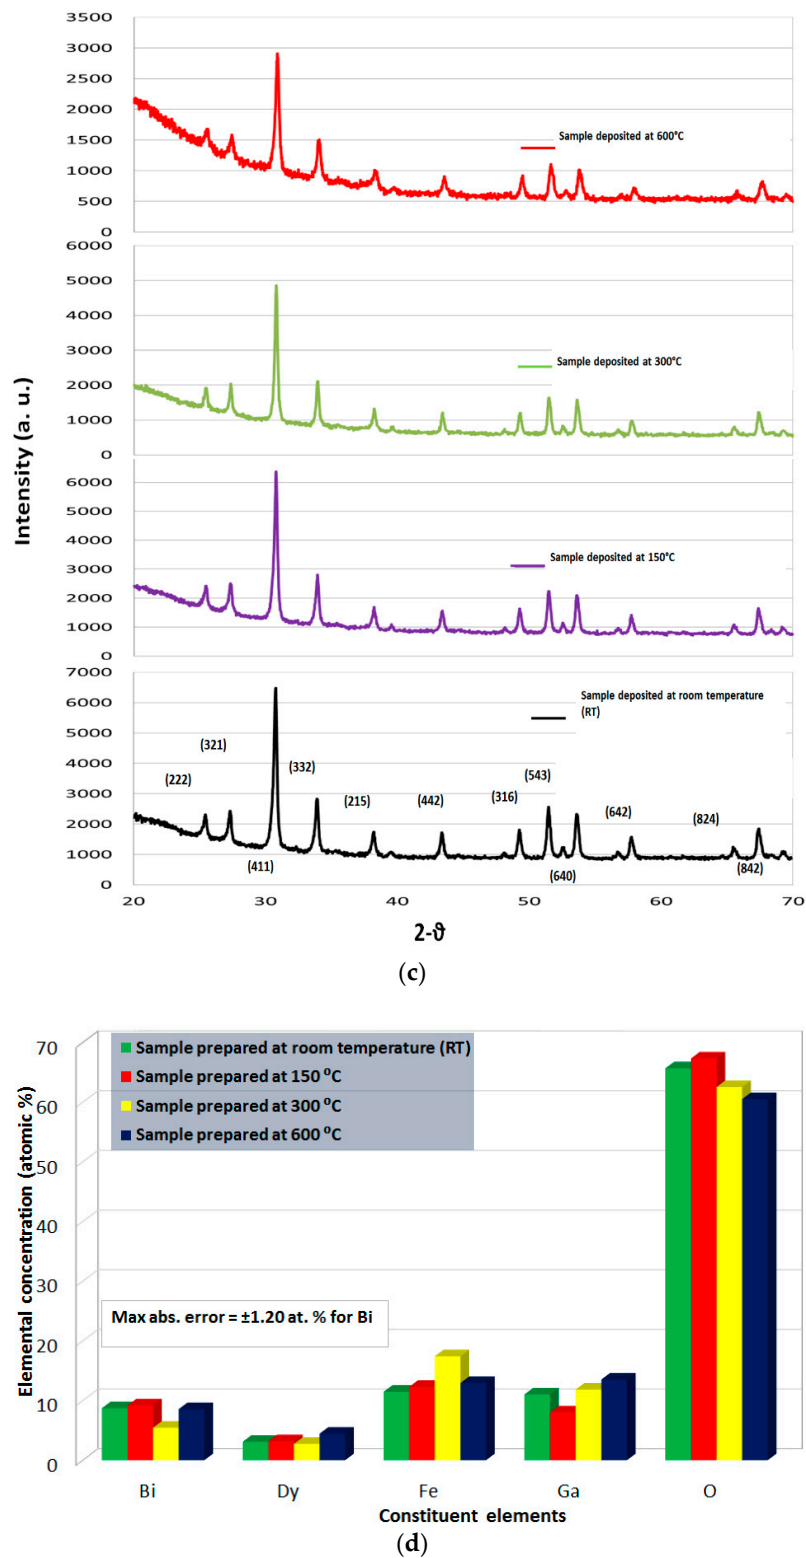 3500
3000
2500
2000
1500
1000
500
0
Sample deposited at 600°C
6000
5000
4000
3000
2000
1000
0
Sample deposited at 300°C
Intensity (a. u.)
6000
5000
4000
3000
2000
1000
0
Sample deposited at 150°C
7000
6000
5000
4000
3000
2000
1000
0
Sample deposited at room temperature
(RT)
(222)
(321)
(411)
(332)
(215)
(442)
(316)
(543)
(640)
(642)
(824)
(842)
20 30 40 50 60 70
2-ϑ
(c)
70
60
50
40
30
20
10
0
Elemental concentration (atomic %)
Sample prepared at room temperature (RT)
Sample prepared at 150 ⁰C
Sample prepared at 300 ⁰C
Sample prepared at 600 ⁰C
Max abs. error = ±1.20 at. % for Bi
Bi Dy Fe Ga O
Constituent elements
(d)